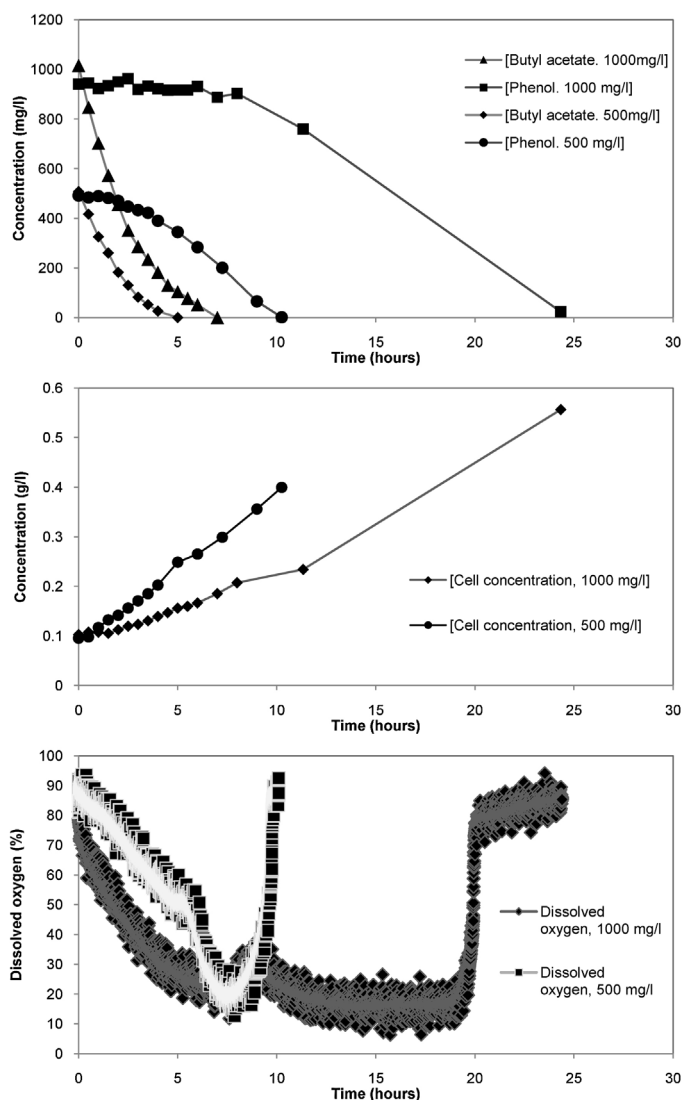 1200
1000
800
600
400
200
0
Concentration (mg/l)
[Butyl acetate. 1000mg/l]
[Phenol. 1000 mg/l]
[Butyl acetate. 500mg/l]
[Phenol. 500 mg/l]
0 5 10 15 20 25 30
Time (hours)
0.6
0.5
0.4
0.3
0.2
0.1
0
Concentration (g/l)
[Cell concentration, 1000 mg/l]
[Cell concentration, 500 mg/l]
0 5 10 15 20 25 30
Time (hours)
100
90
80
70
60
50
40
30
20
10
0
Dissolved oxygen (%)
Dissolved
oxygen, 1000 mg/l
Dissolved
oxygen, 500 mg/l
0 5 10 15 20 25 30
Time (hours)